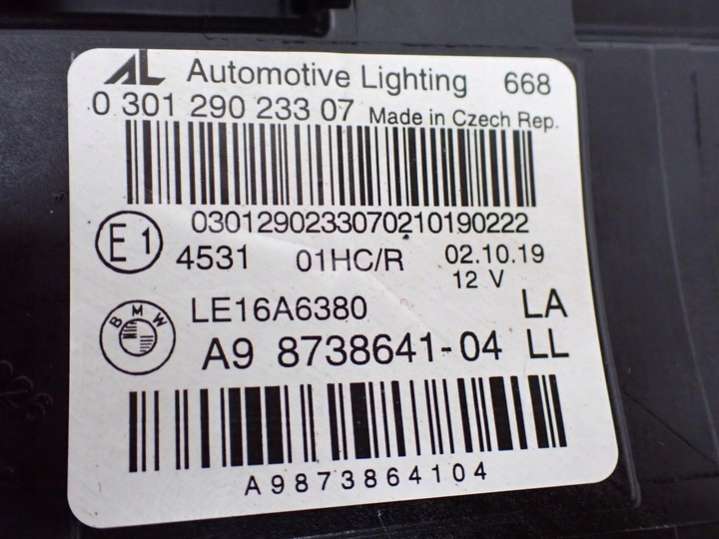 AL Automotive Lighting 668
0 301 290 233 07 Made in Czech Rep.
0301290233070210190222
E1 4531 01HC/R 02.10.19
12 V
BMW LE16A6380 LA
A9 8738641-04 LL
A9873864104